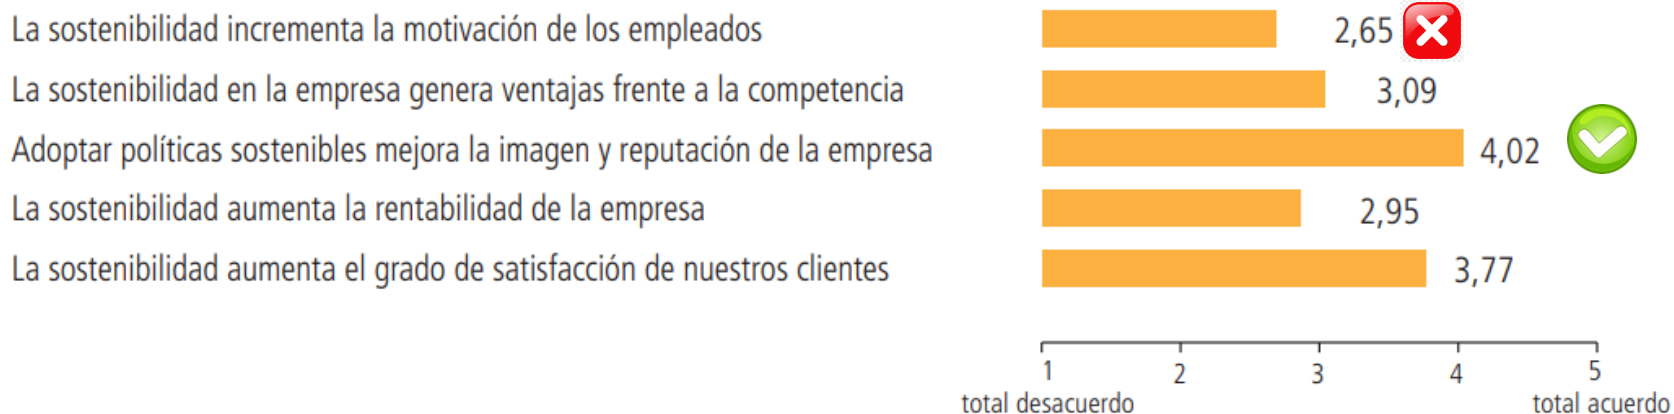 La sostenibilidad incrementa la motivación de los empleados 2,65
La sostenibilidad en la empresa genera ventajas frente a la competencia 3,09
Adoptar políticas sostenibles mejora la imagen y reputación de la empresa 4,02
La sostenibilidad aumenta la rentabilidad de la empresa 2,95
La sostenibilidad aumenta el grado de satisfacción de nuestros clientes 3,77
1 2 3 4 5
total desacuerdo total acuerdo